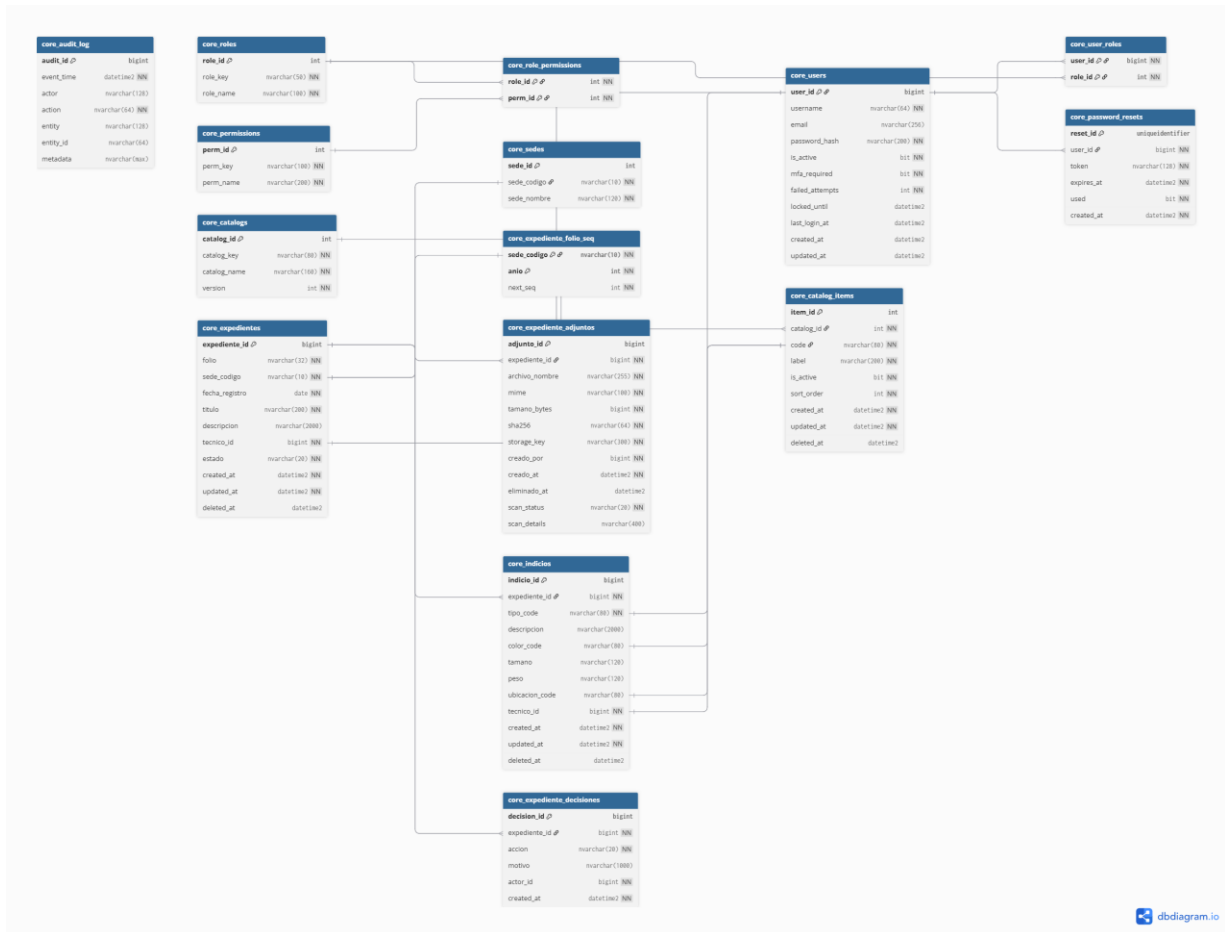 core_audit_log
audit_id bigint
event_time datetime2 NN
actor nvarchar(128)
action nvarchar(64) NN
entity nvarchar(128)
entity_id nvarchar(64)
metadata nvarchar(max)
core_roles
role_id int
role_key nvarchar(50) NN
role_name nvarchar(100) NN
core_permissions
perm_id int
perm_key nvarchar(100) NN
perm_name nvarchar(200) NN
core_catalogs
catalog_id int
catalog_key nvarchar(80) NN
catalog_name nvarchar(160) NN
version int NN
core_expedientes
expediente_id bigint
folio nvarchar(32) NN
sede_codigo nvarchar(10) NN
fecha_registro date NN
titulo nvarchar(200) NN
descripcion nvarchar(2000)
tecnico_id bigint NN
estado nvarchar(20) NN
created_at datetime2 NN
updated_at datetime2 NN
deleted_at datetime2
core_role_permissions
role_id int NN
perm_id int NN
core_sedes
sede_id int
sede_codigo nvarchar(10) NN
sede_nombre nvarchar(120) NN
core_expediente_folio_seq
sede_codigo nvarchar(10) NN
anio int NN
next_seq int NN
core_expediente_adjuntos
adjunto_id bigint
expediente_id bigint NN
archivo_nombre nvarchar(255) NN
mime nvarchar(100) NN
tamano_bytes bigint NN
sha256 nvarchar(64) NN
storage_key nvarchar(300) NN
creado_por bigint NN
creado_at datetime2 NN
eliminado_at datetime2
scan_status nvarchar(20) NN
scan_details nvarchar(400)
core_indicios
indicio_id bigint
expediente_id bigint NN
tipo_code nvarchar(80) NN
descripcion nvarchar(2000)
color_code nvarchar(80)
tamano nvarchar(120)
peso nvarchar(120)
ubicacion_code nvarchar(80)
tecnico_id bigint NN
created_at datetime2 NN
updated_at datetime2 NN
deleted_at datetime2
core_expediente_decisiones
decision_id bigint
expediente_id bigint NN
accion nvarchar(20) NN
motivo nvarchar(1000)
actor_id bigint NN
created_at datetime2 NN
core_users
user_id bigint
username nvarchar(64) NN
email nvarchar(256)
password_hash nvarchar(200) NN
is_active bit NN
mfa_required bit NN
failed_attempts int NN
locked_until datetime2
last_login_at datetime2
created_at datetime2
updated_at datetime2
core_catalog_items
item_id int
catalog_id int NN
code nvarchar(80) NN
label nvarchar(200) NN
is_active bit NN
sort_order int NN
created_at datetime2 NN
updated_at datetime2 NN
deleted_at datetime2
core_user_roles
user_id bigint NN
role_id int NN
core_password_resets
reset_id uniqueidentifier
user_id bigint NN
token nvarchar(128) NN
expires_at datetime2 NN
used bit NN
created_at datetime2 NN
dbdiagram.io